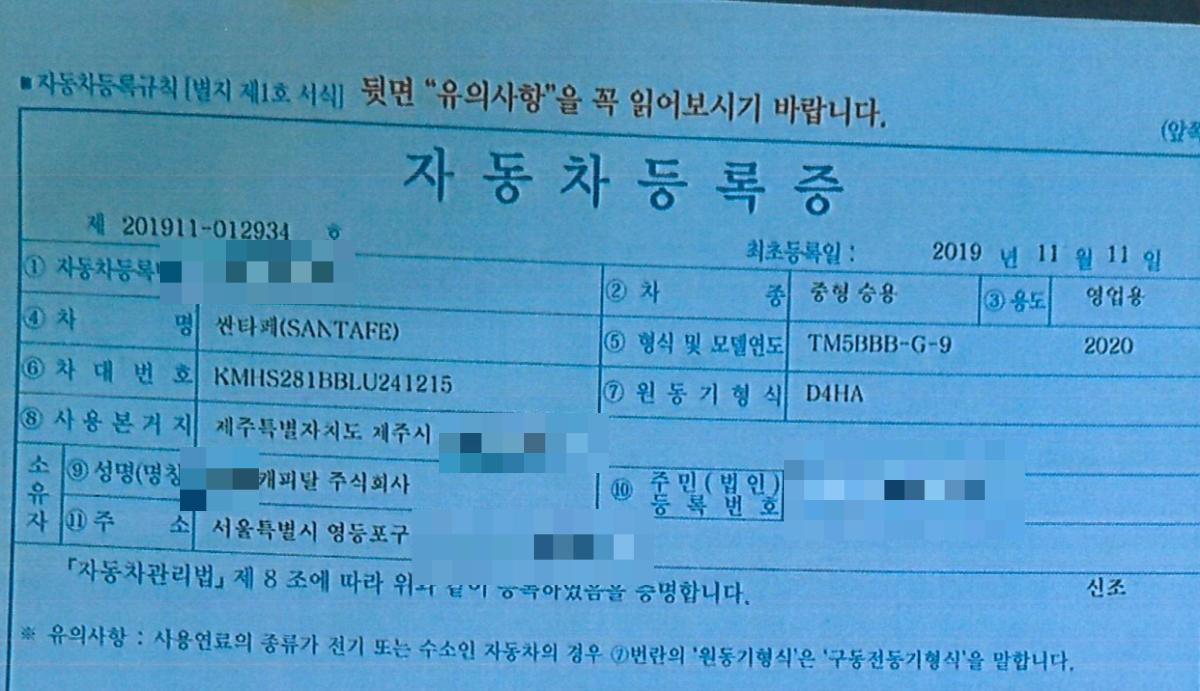 ■ 자동차등록규칙 [별지 제1호 서식] 뒷면 "유의사항"을 꼭 읽어보시기 바랍니다.
(앞쪽
자동차등록증
제 201911-012934 호
최초등록일 : 2019 년 11 월 11 일
① 자동차등록 ② 차 종 중형 승용 ③ 용도 영업용
④ 차 명 싼타페(SANTAFE) ⑤ 형식 및 모델연도 TM5BBB-G-9 2020
⑥ 차 대 번 호 KMHS281BBLU241215 ⑦ 원 동 기 형 식 D4HA
⑧ 사 용 본 거 지 제주특별자치도 제주시
소유자 ⑨ 성명(명칭 캐피탈 주식회사 ⑩ 주 민 ( 법 인 ) 등 록 번 호
⑪ 주 소 서울특별시 영등포구
『자동차관리법』 제 8 조에 따라 위와 같이 등록하였음을 증명합니다. 신조
※ 유의사항 : 사용연료의 종류가 전기 또는 수소인 자동차의 경우 ⑦번란의 '원동기형식'은 '구동전동기형식'을 말합니다.